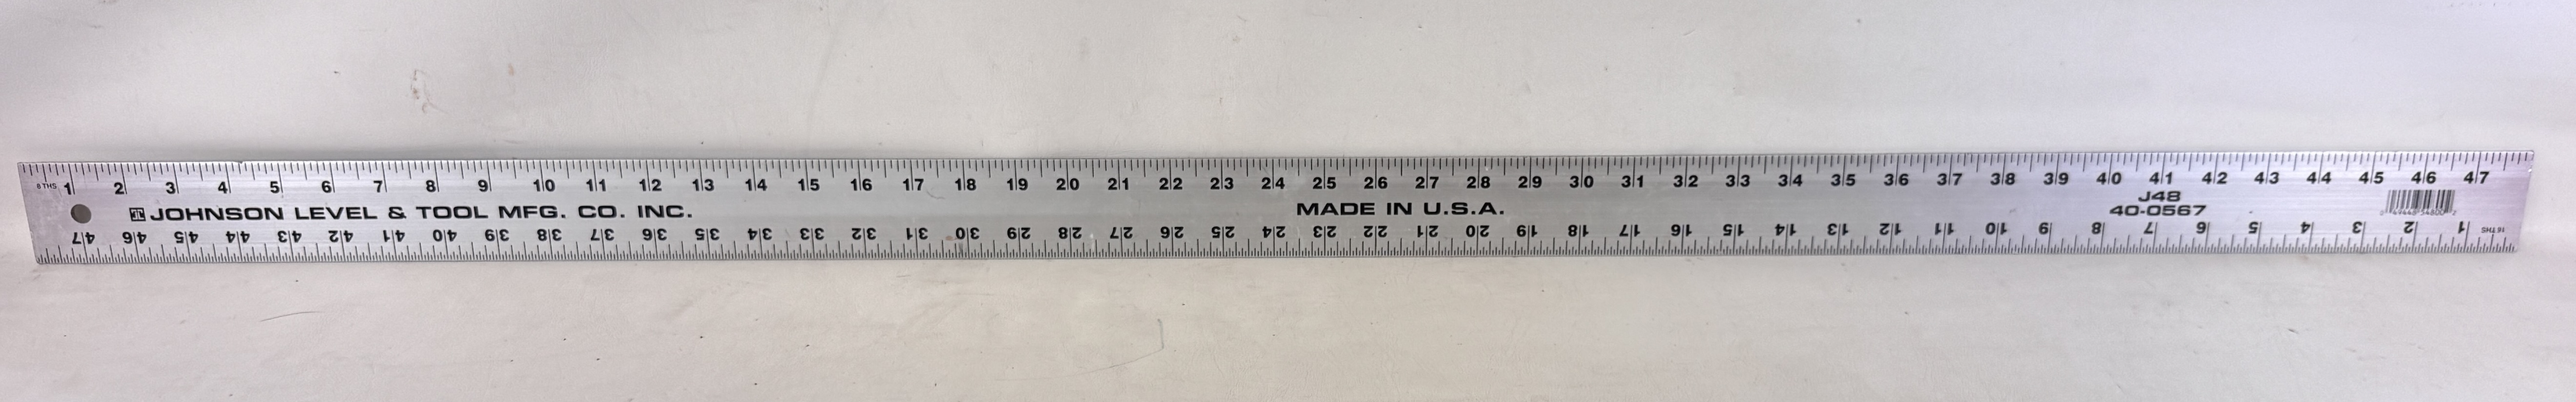 8THS 1 2 3 4 5 6 7 8 9 10 11 12 13 14 15 16 17 18 19 20 21 22 23 24 25 26 27 28 29 30 31 32 33 34 35 36 37 38 39 40 41 42 43 44 45 46 47
JOHNSON LEVEL & TOOL MFG. CO. INC.
MADE IN U.S.A.
J48
40-0567
16THS 1 2 3 4 5 6 7 8 9 10 11 12 13 14 15 16 17 18 19 20 21 22 23 24 25 26 27 28 29 30 31 32 33 34 35 36 37 38 39 40 41 42 43 44 45 46 47